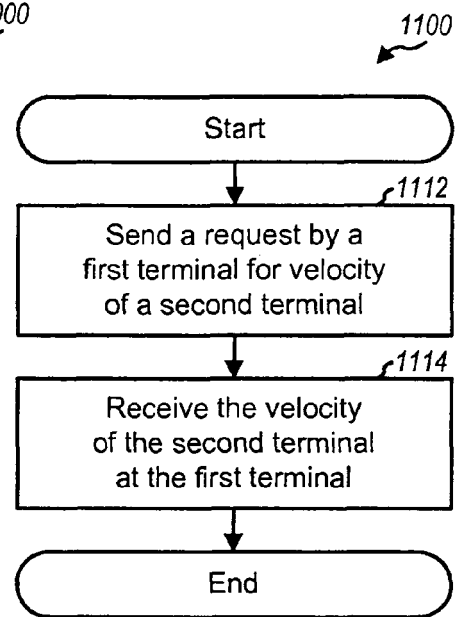 1100
Start
1112
Send a request by a
first terminal for velocity
of a second terminal
1114
Receive the velocity
of the second terminal
at the first terminal
End